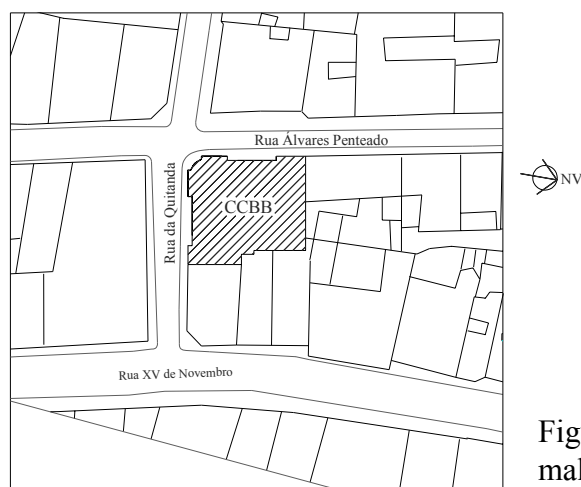 Rua Álvares Penteado
Rua da Quitanda
CCBB
NV
Rua XV de Novembro
Fig
mal